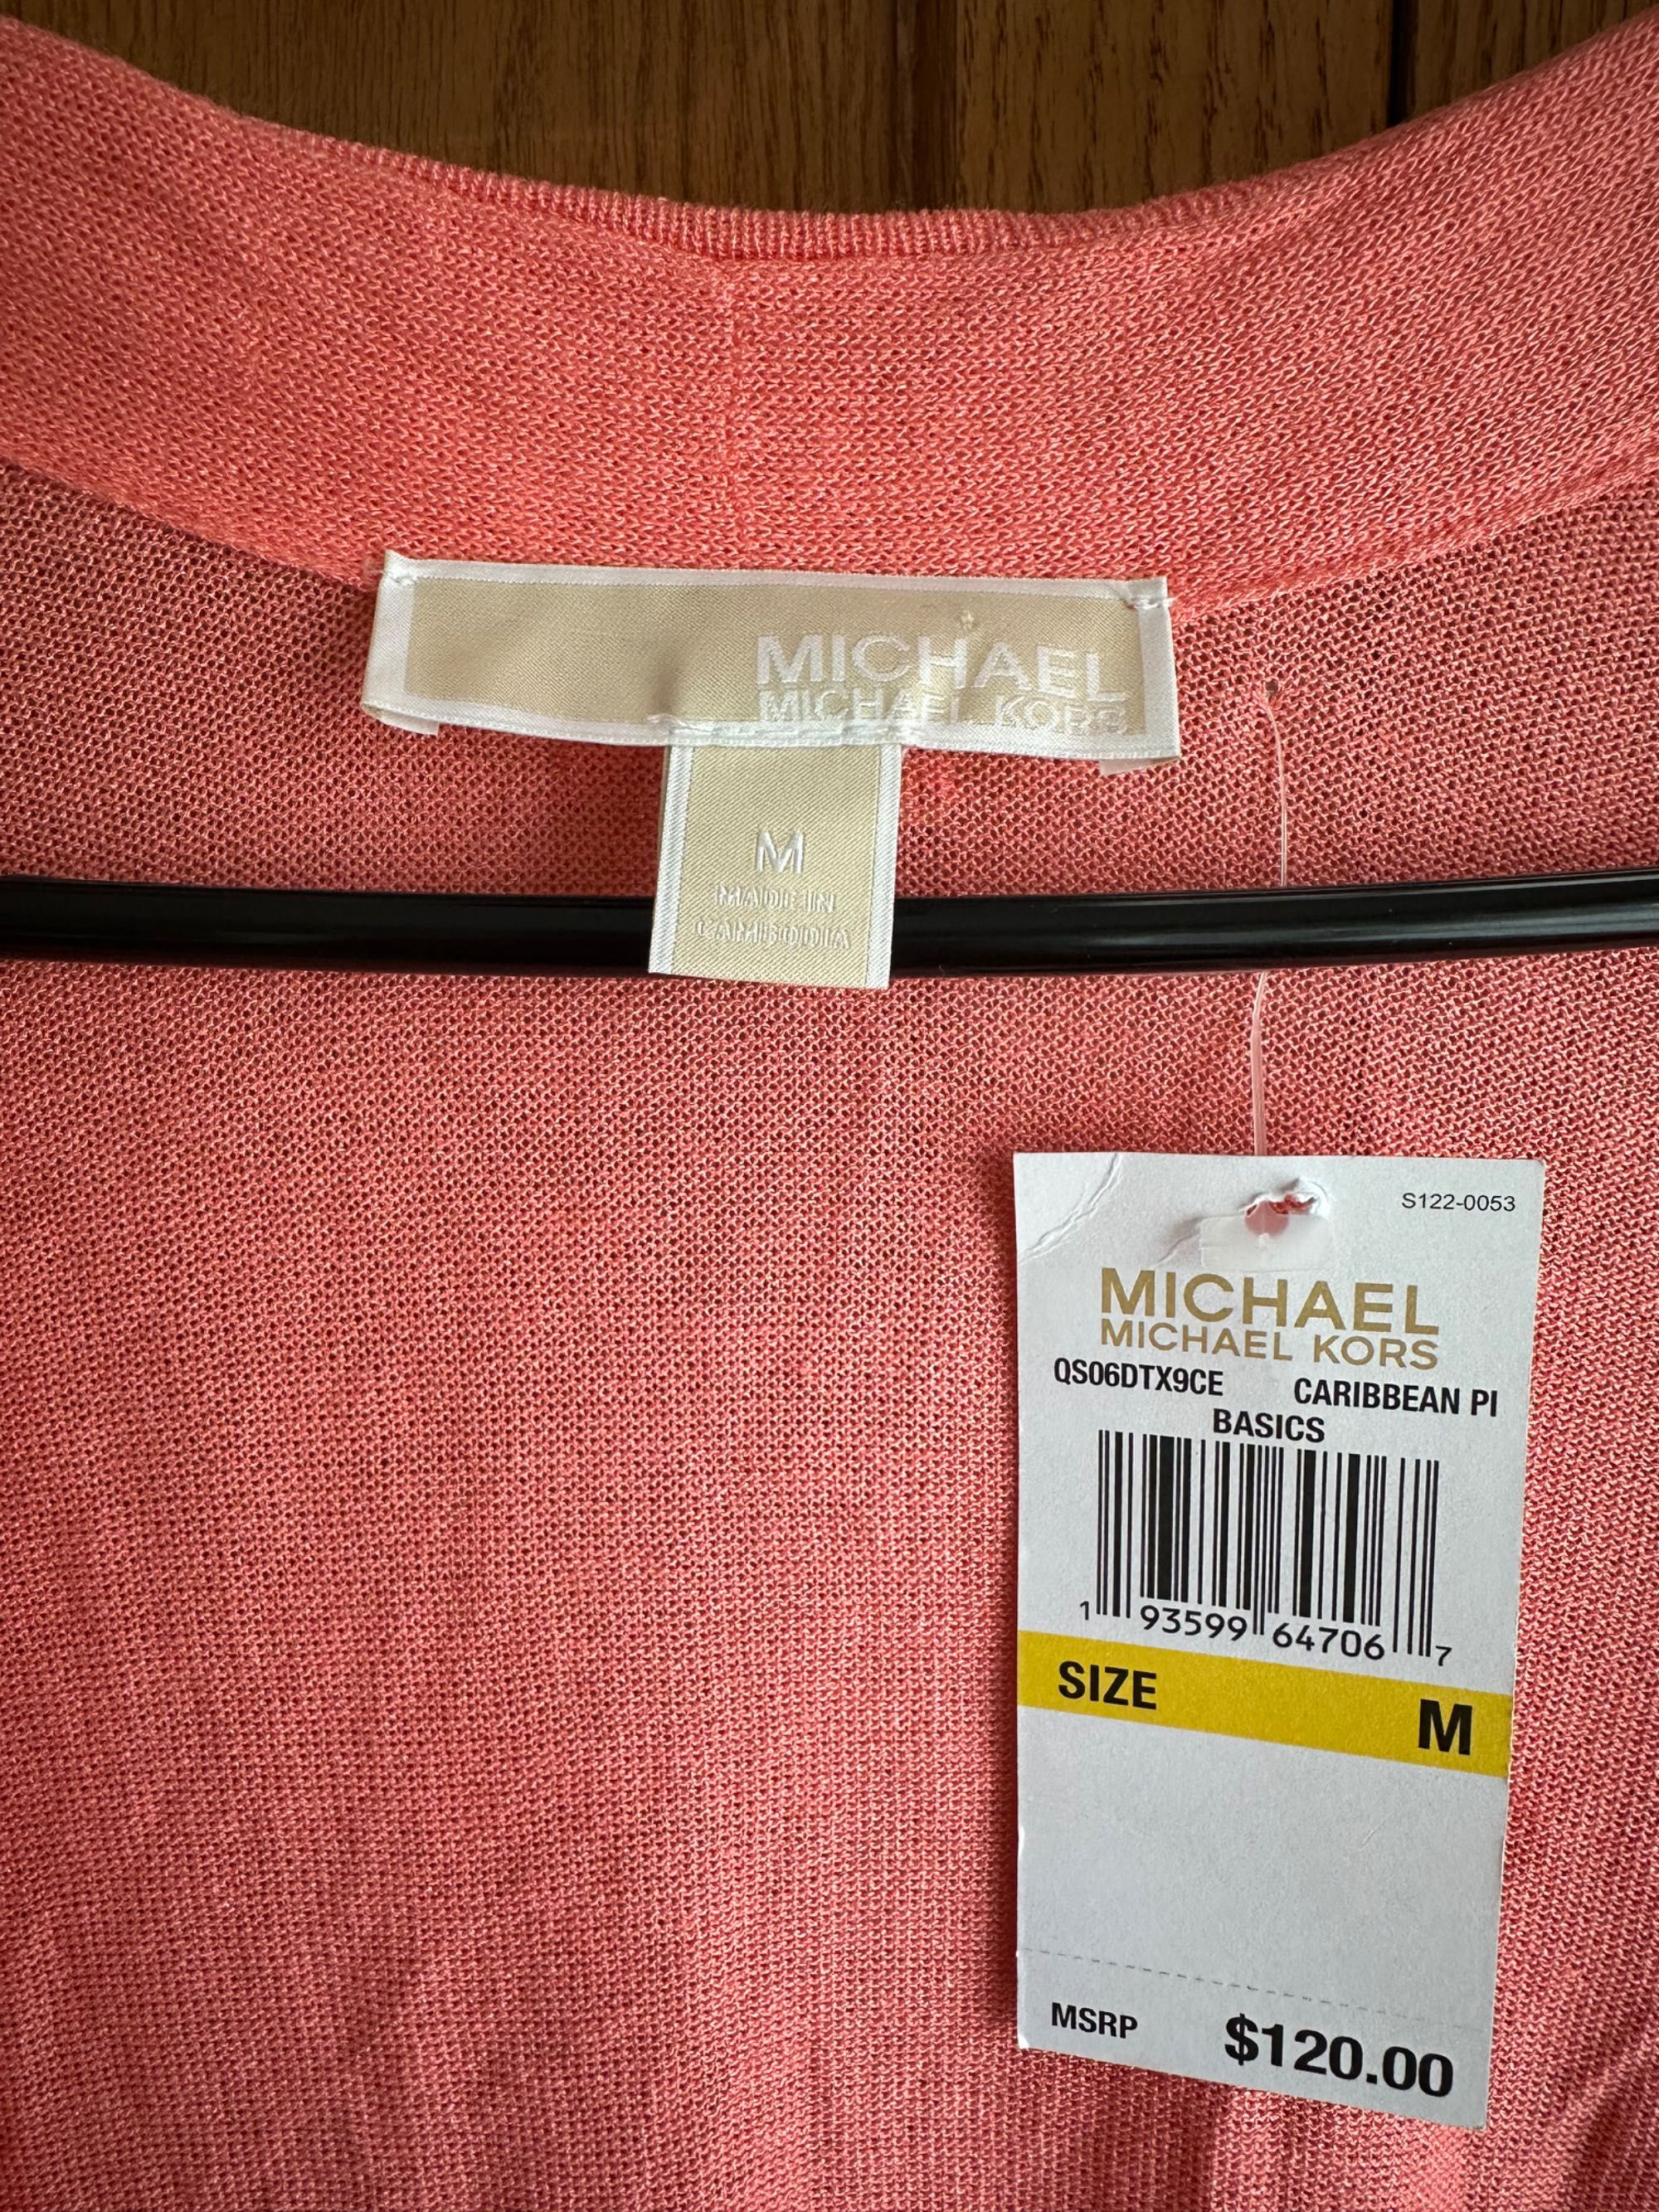 MICHAEL
MICHAEL KORS
M
MADE IN
CAMBODIA
S122-0053
MICHAEL
MICHAEL KORS
QS06DTX9CE CARIBBEAN PI
BASICS
1 93599 64706 7
SIZE M
MSRP $120.00